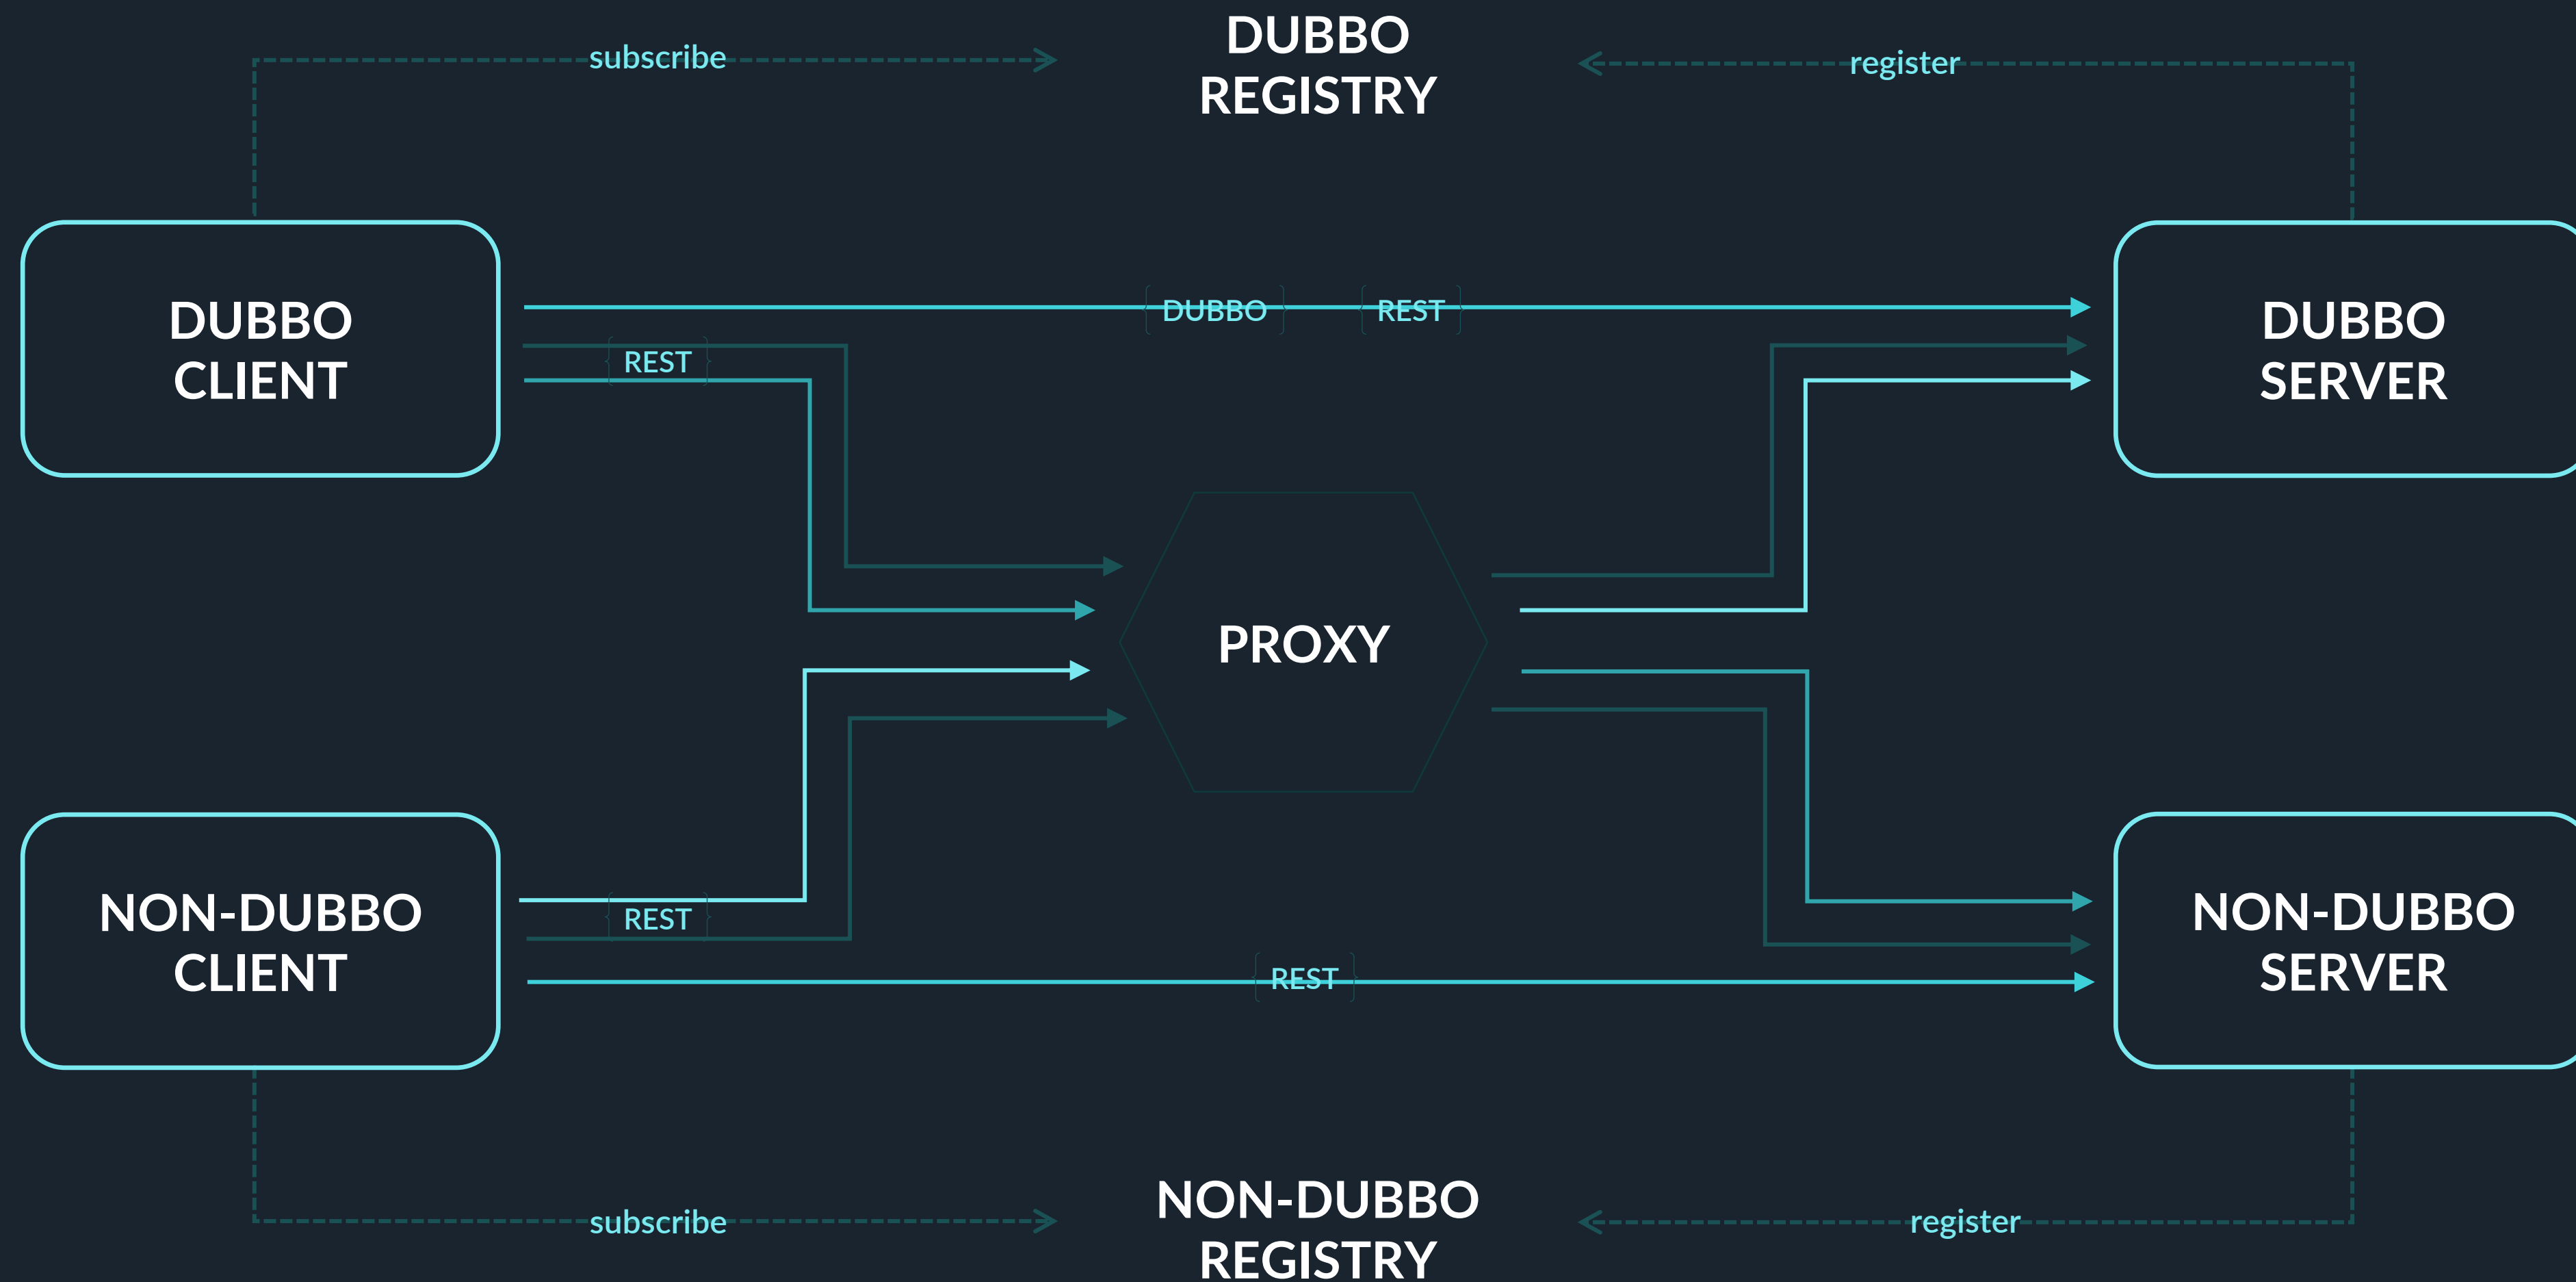 DUBBO
REGISTRY
subscribe
register
DUBBO
CLIENT
DUBBO
REST
REST
DUBBO
SERVER
PROXY
NON-DUBBO
CLIENT
REST
REST
NON-DUBBO
SERVER
subscribe
NON-DUBBO
REGISTRY
register